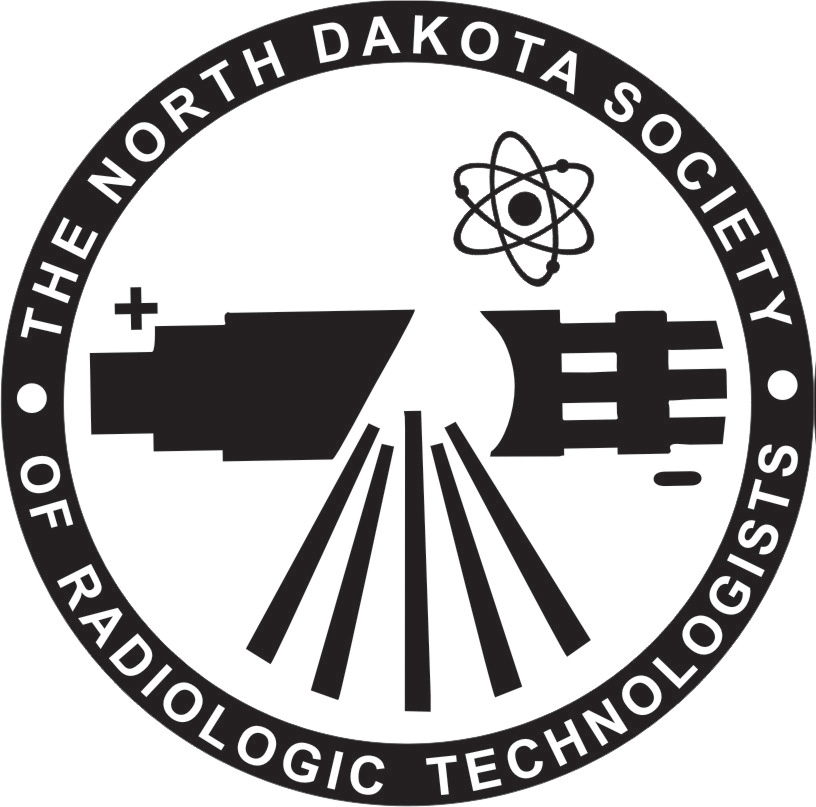 THE NORTH DAKOTA SOCIETY
OF RADIOLOGIC TECHNOLOGISTS
+
-